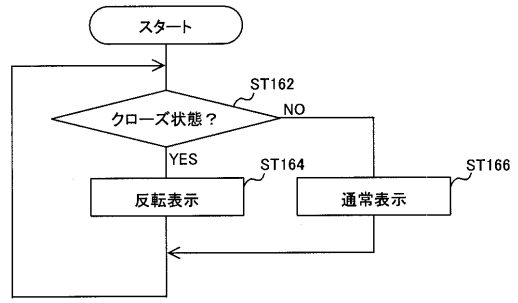 スタート
ST162
クローズ状態？
NO
YES
ST164
ST166
反転表示
通常表示